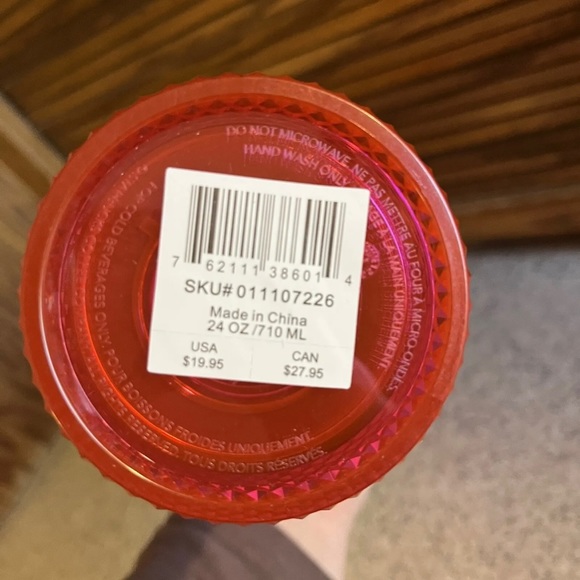 DO NOT MICROWAVE. NE PAS METTRE AU FOUR À MICRO-ONDES.
HAND WASH ONLY.
À LA MAIN UNIQUEMENT.
COLD BEVERAGES ONLY. POUR BOISSONS FROIDES UNIQUEMENT.
RESERVED. TOUS DROITS RÉSERVÉS.
7 62111 38601 4
SKU# 011107226
Made in China
24 OZ/710 ML
USA
$19.95
CAN
$27.95